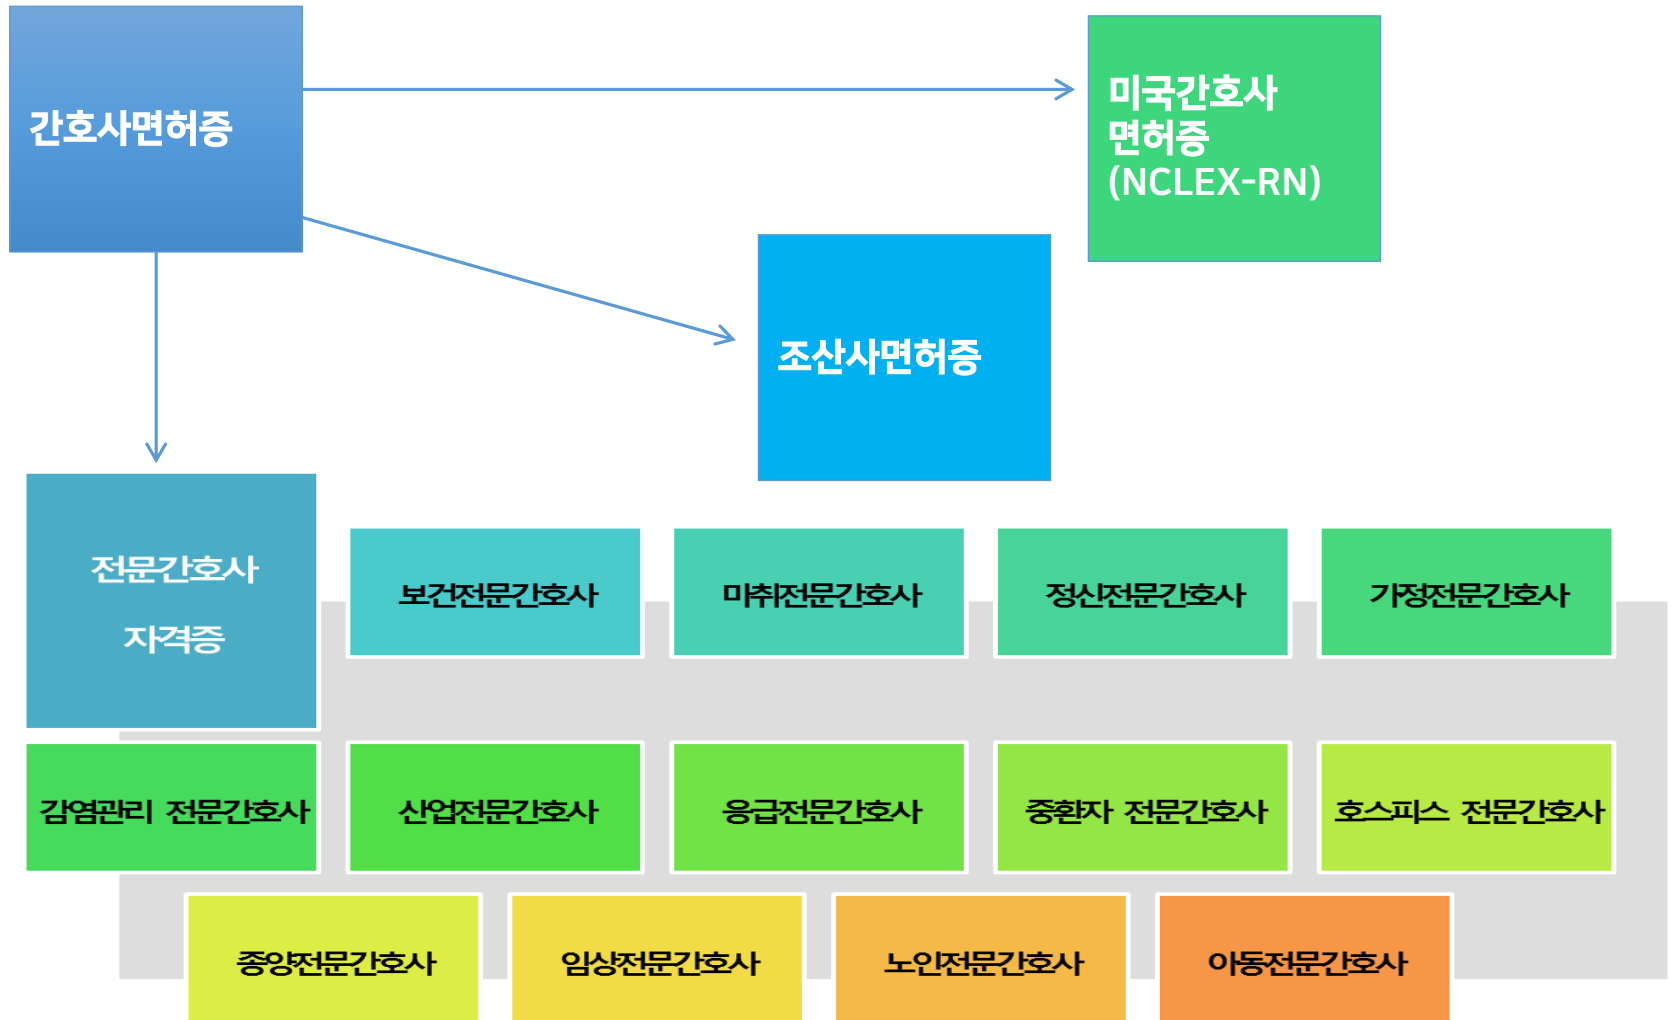 간호사면허증
미국간호사
면허증
(NCLEX-RN)
조산사면허증
전문간호사
자격증
보건전문간호사
마취전문간호사
정신전문간호사
가정전문간호사
감염관리 전문간호사
산업전문간호사
응급전문간호사
중환자 전문간호사
호스피스 전문간호사
종양전문간호사
임상전문간호사
노인전문간호사
아동전문간호사